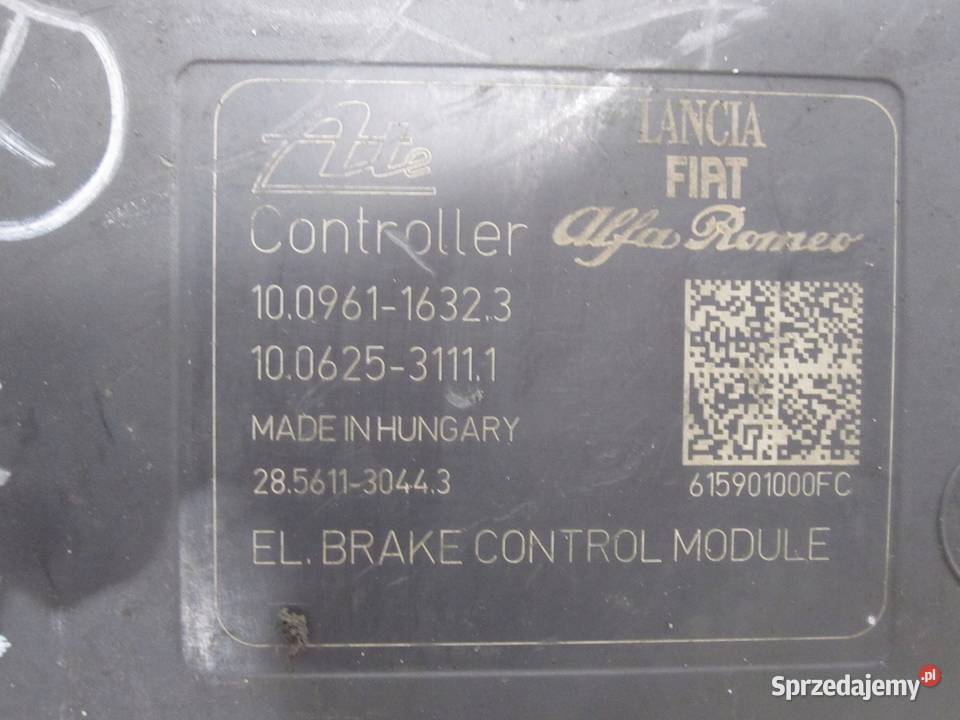 Ate
LANCIA
FIAT
Alfa Romeo
Controller
10.0961-1632.3
10.0625-3111.1
MADE IN HUNGARY
28.5611-3044.3
615901000FC
EL. BRAKE CONTROL MODULE
Sprzedajemy.pl